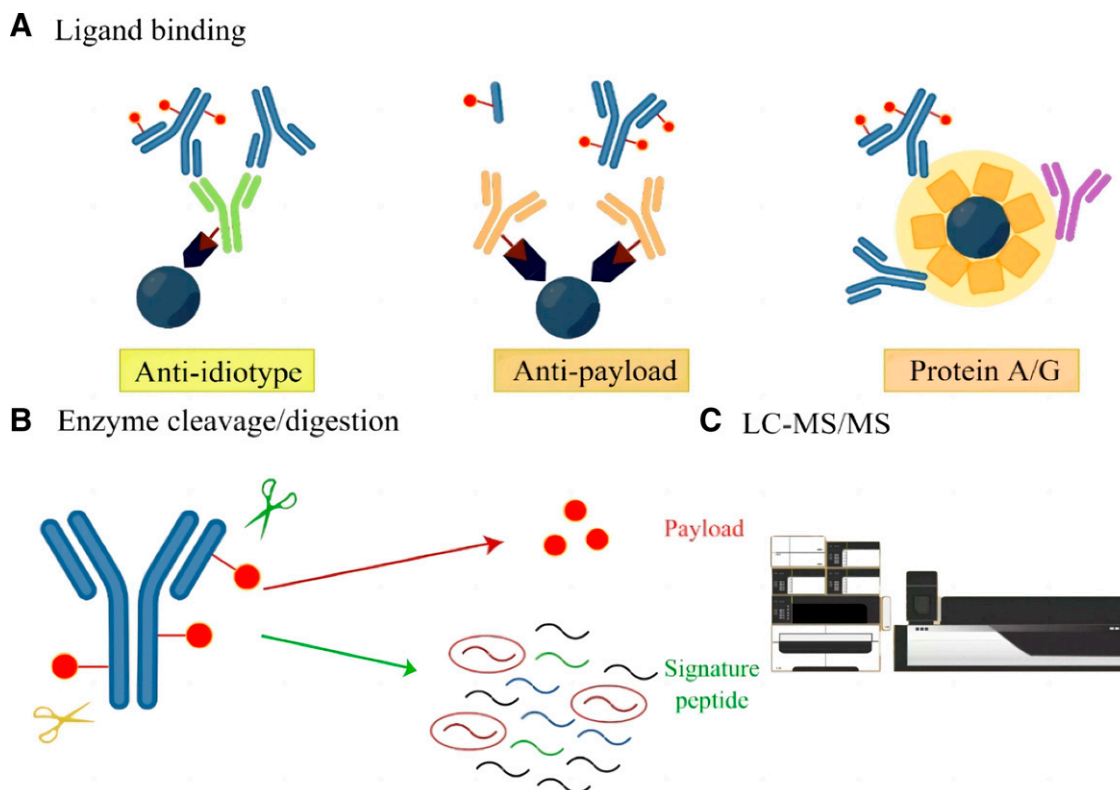 A Ligand binding
Anti-idiotype
Anti-payload
Protein A/G
B Enzyme cleavage/digestion
C LC-MS/MS
Payload
Signature
peptide